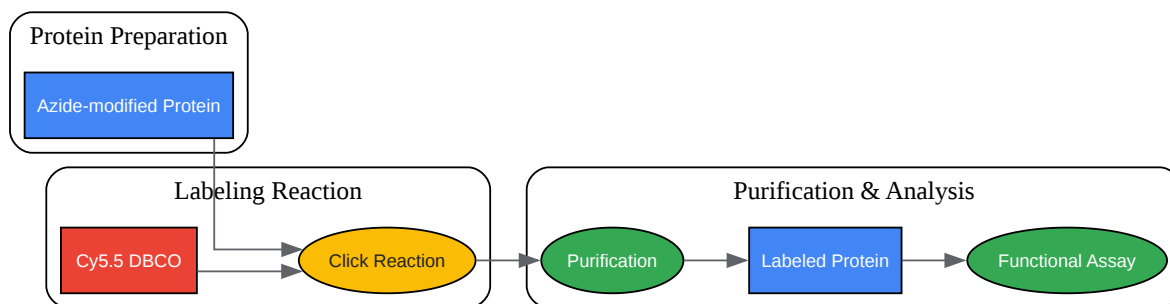 Protein Preparation
Azide-modified Protein
Labeling Reaction
Purification & Analysis
Cy5.5 DBCO
Click Reaction
Purification
Labeled Protein
Functional Assay